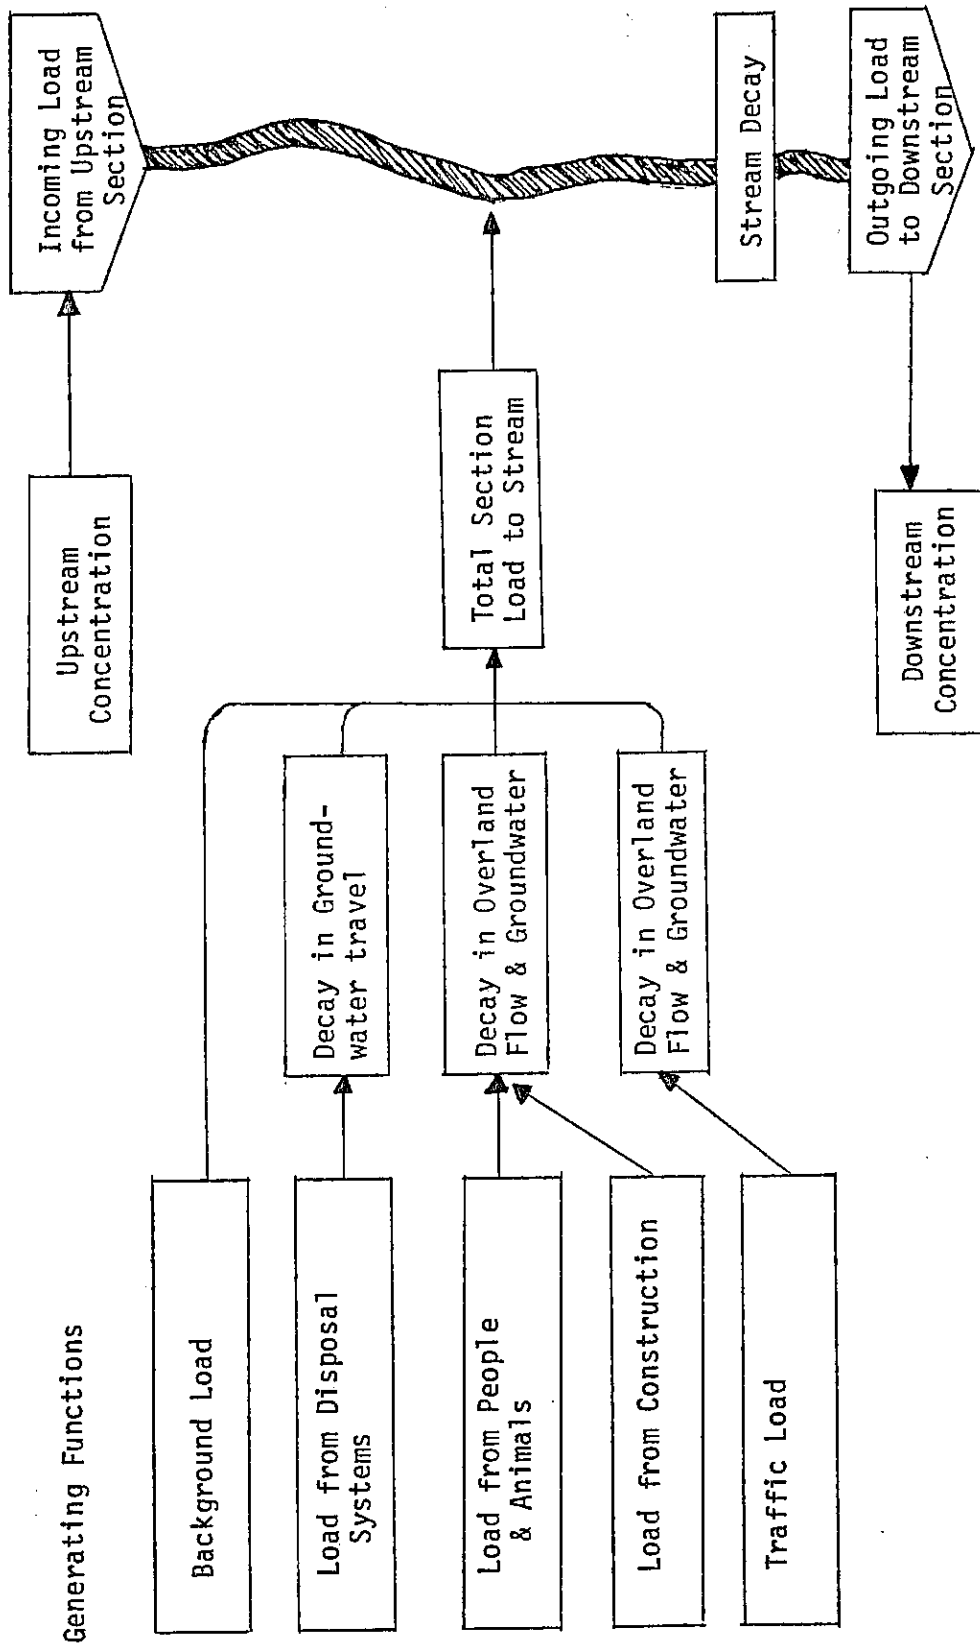 Generating Functions
Background Load
Load from Disposal
Systems
Load from People
& Animals
Load from Construction
Traffic Load
Decay in Ground-
water travel
Decay in Overland
Flow & Groundwater
Decay in Overland
Flow & Groundwater
Total Section
Load to Stream
Upstream
Concentration
Incoming Load
from Upstream
Section
Stream Decay
Outgoing Load
to Downstream
Section
Downstream
Concentration